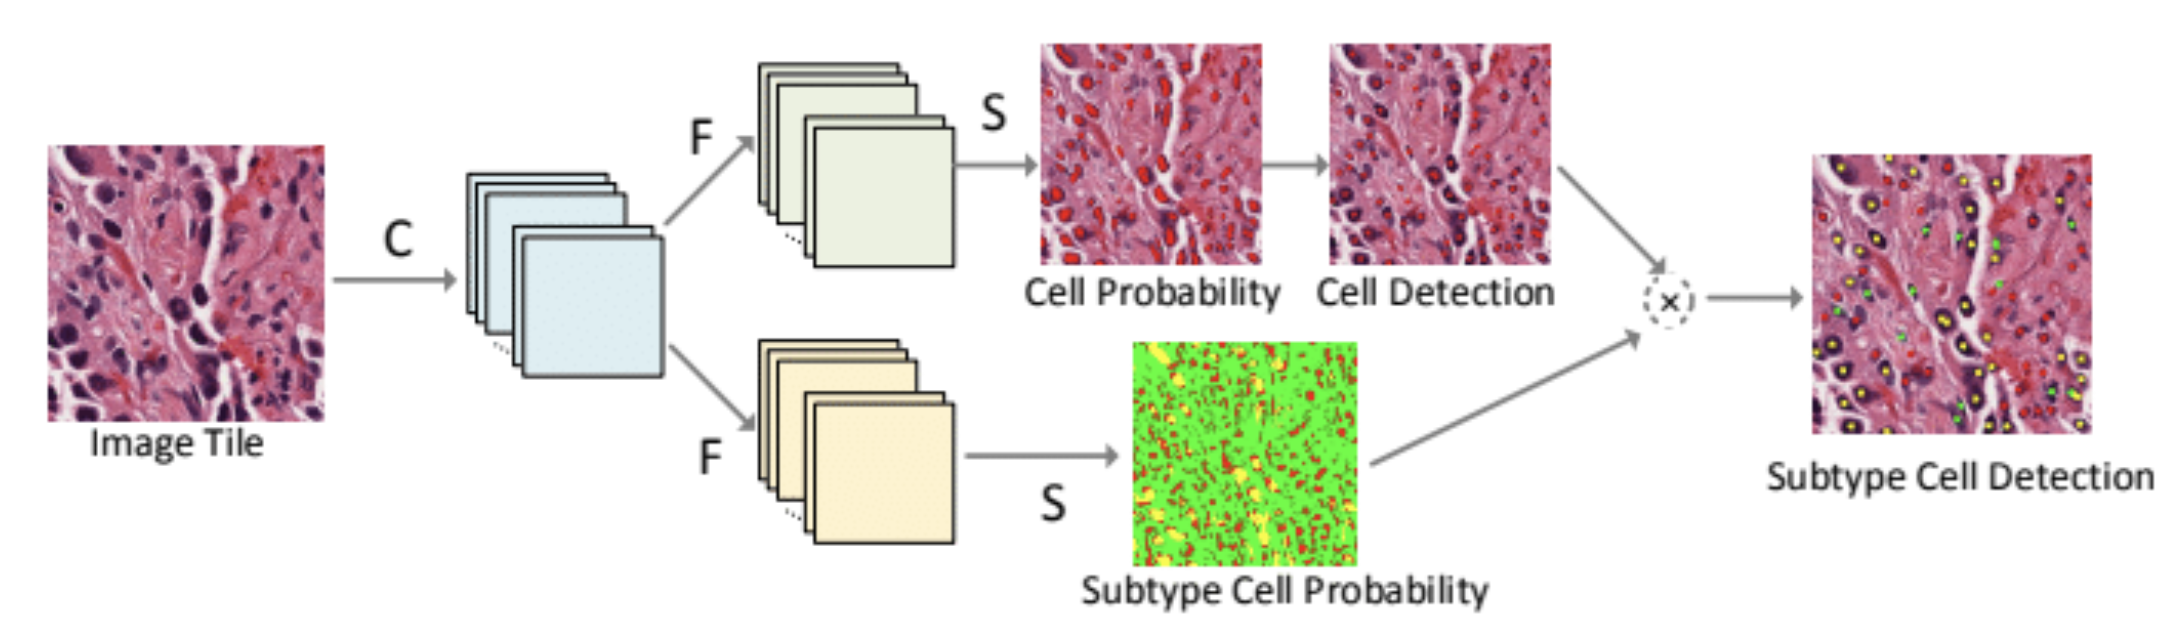 Image Tile
C
F
S
Cell Probability
Cell Detection
F
S
Subtype Cell Probability
×
Subtype Cell Detection